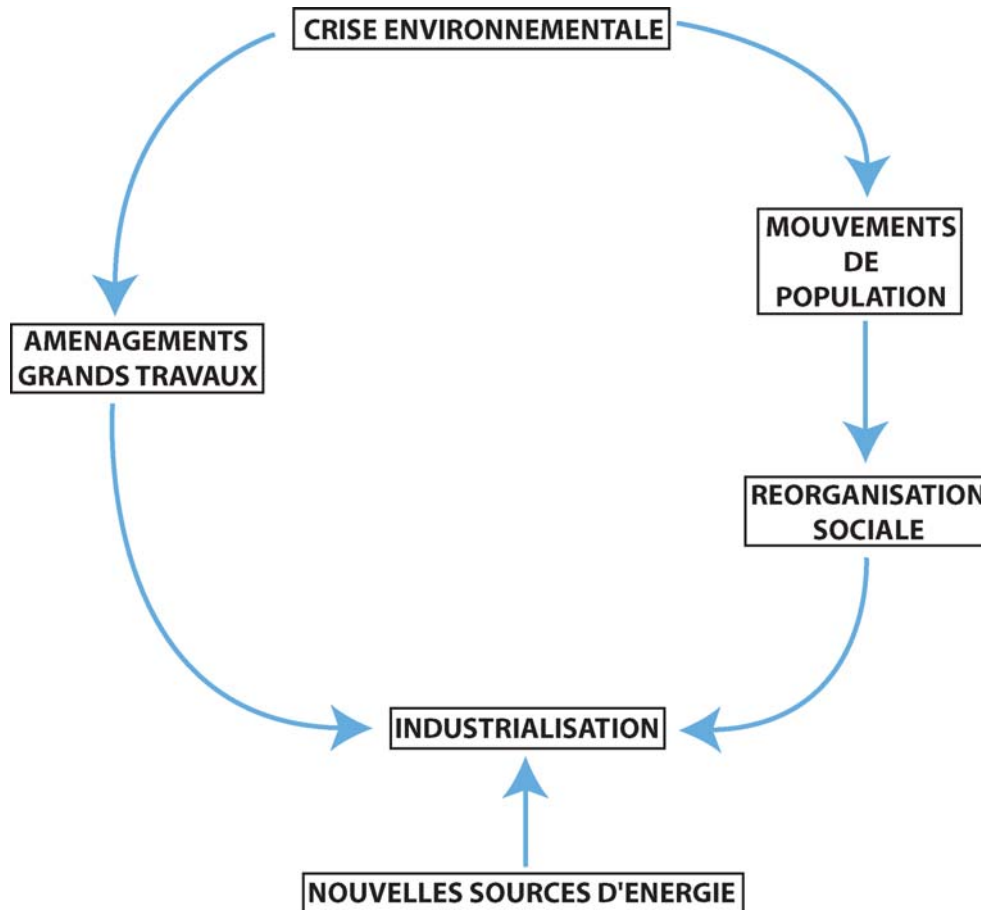 CRISE ENVIRONNEMENTALE
MOUVEMENTS
DE
POPULATION
AMENAGEMENTS
GRANDS TRAVAUX
REORGANISATION
SOCIALE
INDUSTRIALISATION
NOUVELLES SOURCES D'ENERGIE